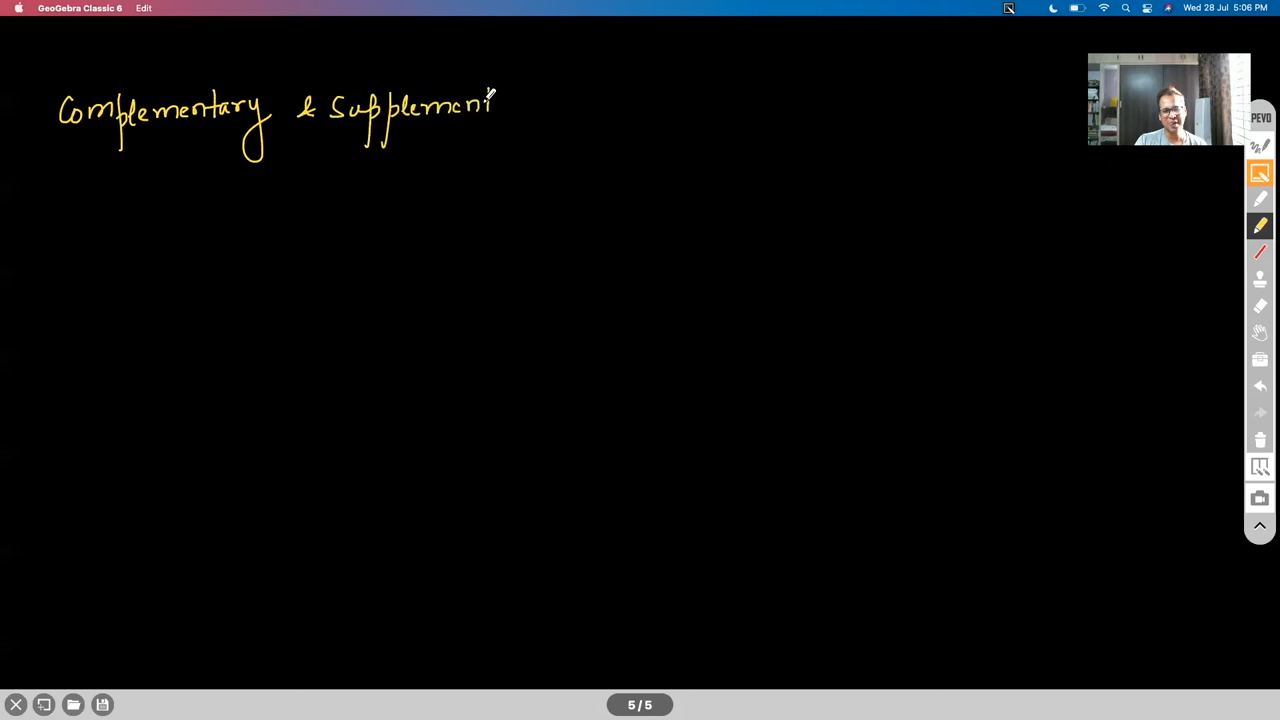 GeoGebra Classic 6 Edit Wed 28 Jul 5:06 PM
Complementary & Supplement
PEVO
5 / 5